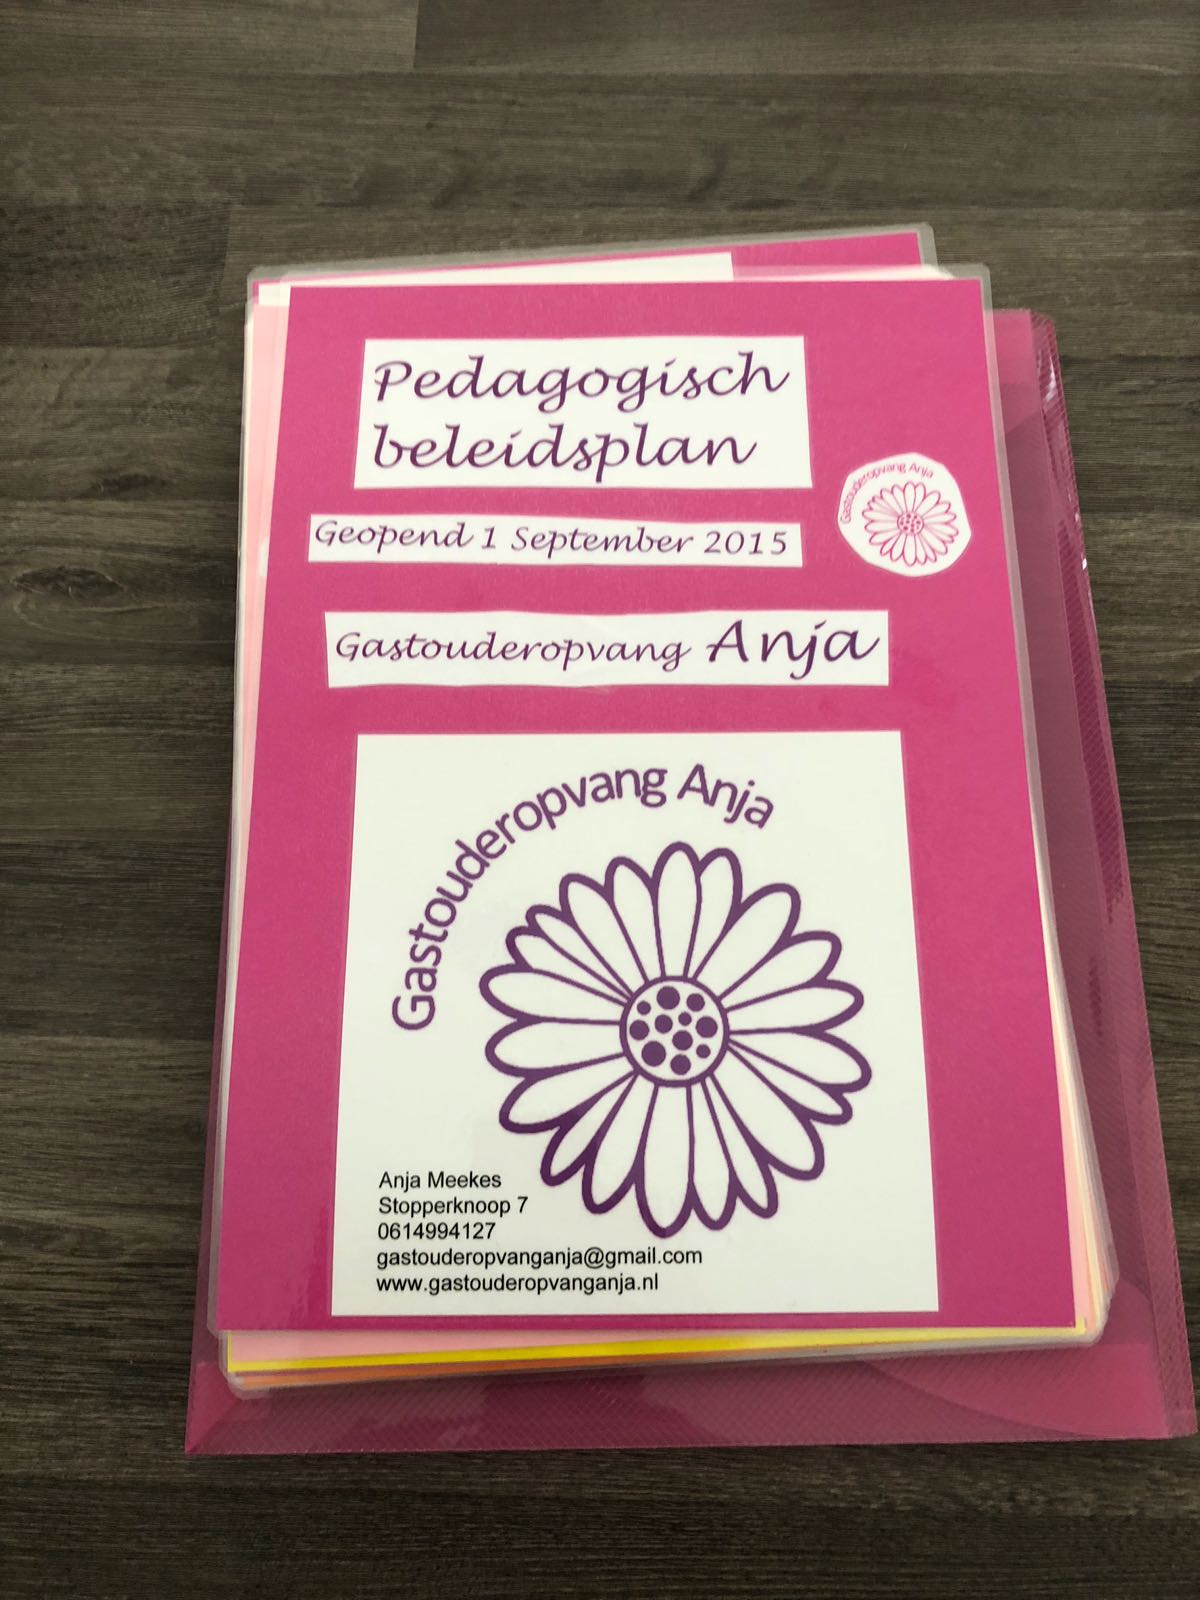 Pedagogisch
beleidsplan
Geopend 1 September 2015
Gastouderopvang Anja
Gastouderopvang Anja
Gastouderopvang Anja
Anja Meekes
Stopperknoop 7
0614994127
gastouderopvanganja@gmail.com
www.gastouderopvanganja.nl